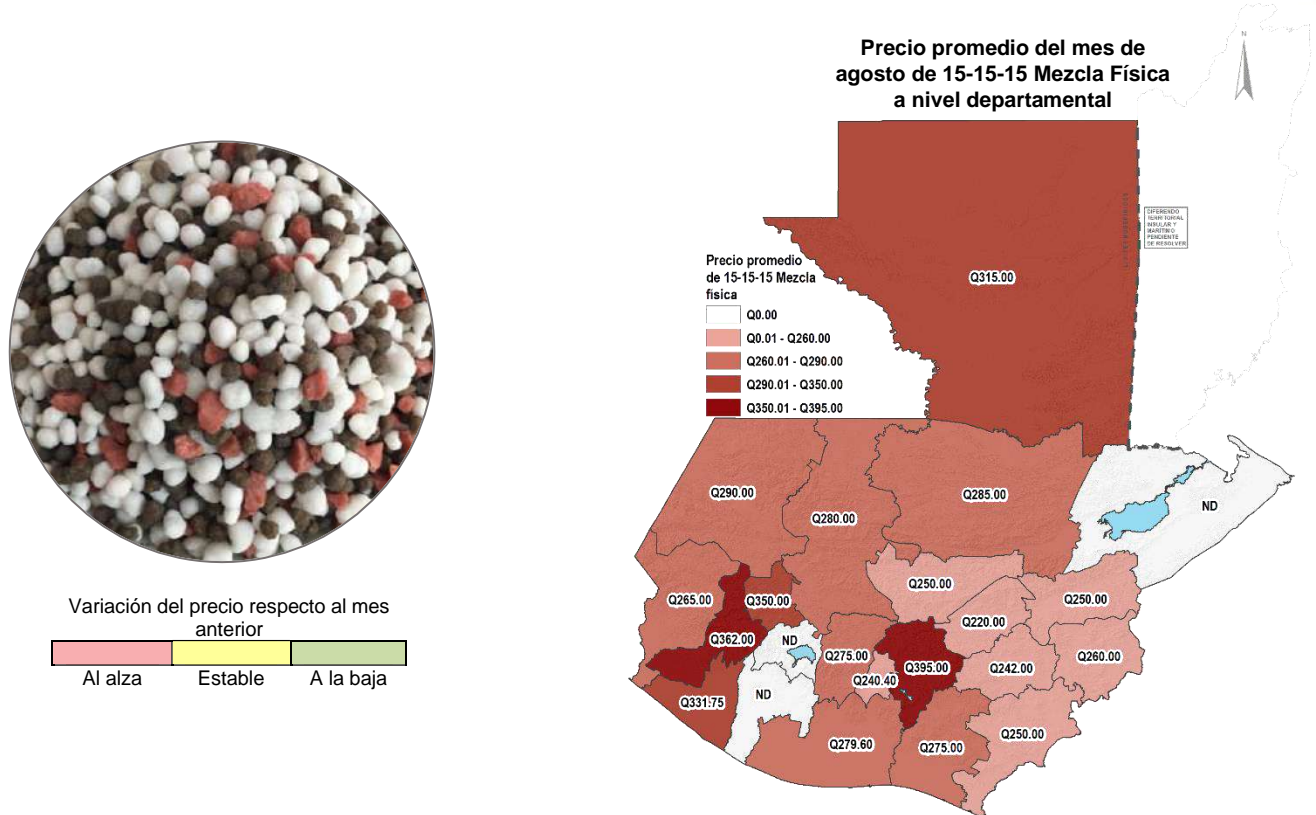 Precio promedio del mes de
agosto de 15-15-15 Mezcla Física
a nivel departamental
N
DIFERENDO
TERRITORIAL
INSULAR Y
MARITIMO
PENDIENTE
DE RESOLVER
Precio promedio
de 15-15-15 Mezcla
física
Q0.00
Q0.01 - Q260.00
Q260.01 - Q290.00
Q290.01 - Q350.00
Q350.01 - Q395.00
Q315.00
Q290.00
Q280.00
Q285.00
ND
Q265.00
Q350.00
Q250.00
Q250.00
Q220.00
Q362.00
ND
Q275.00
Q395.00
Q242.00
Q260.00
Q240.40
Q331.75
ND
Q279.60
Q275.00
Q250.00
Variación del precio respecto al mes
anterior
Al alza Estable A la baja